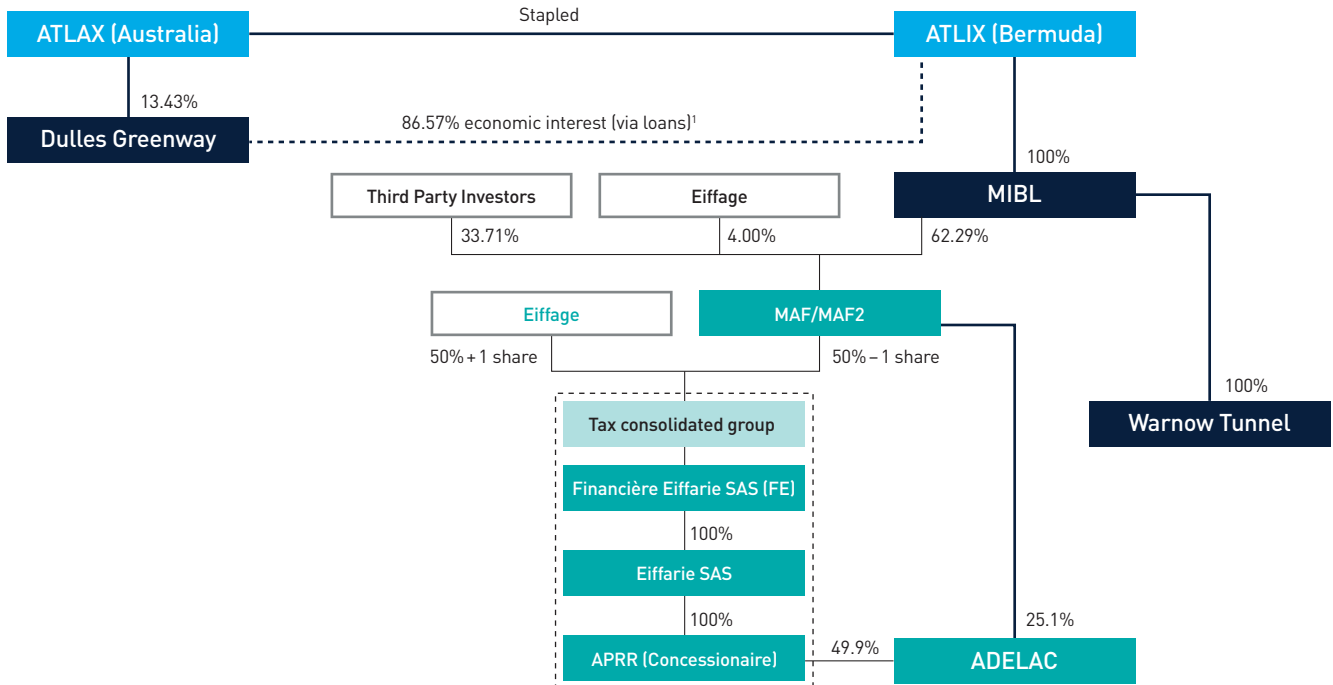 Stapled
ATLAX (Australia)
ATLIX (Bermuda)
13.43%
Dulles Greenway
86.57% economic interest (via loans)¹
100%
Third Party Investors
Eiffage
MIBL
33.71%
4.00%
62.29%
Eiffage
MAF/MAF2
50% + 1 share
50% – 1 share
100%
Tax consolidated group
Warnow Tunnel
Financière Eiffarie SAS (FE)
100%
Eiffarie SAS
100%
25.1%
APRR (Concessionaire)
49.9%
ADELAC